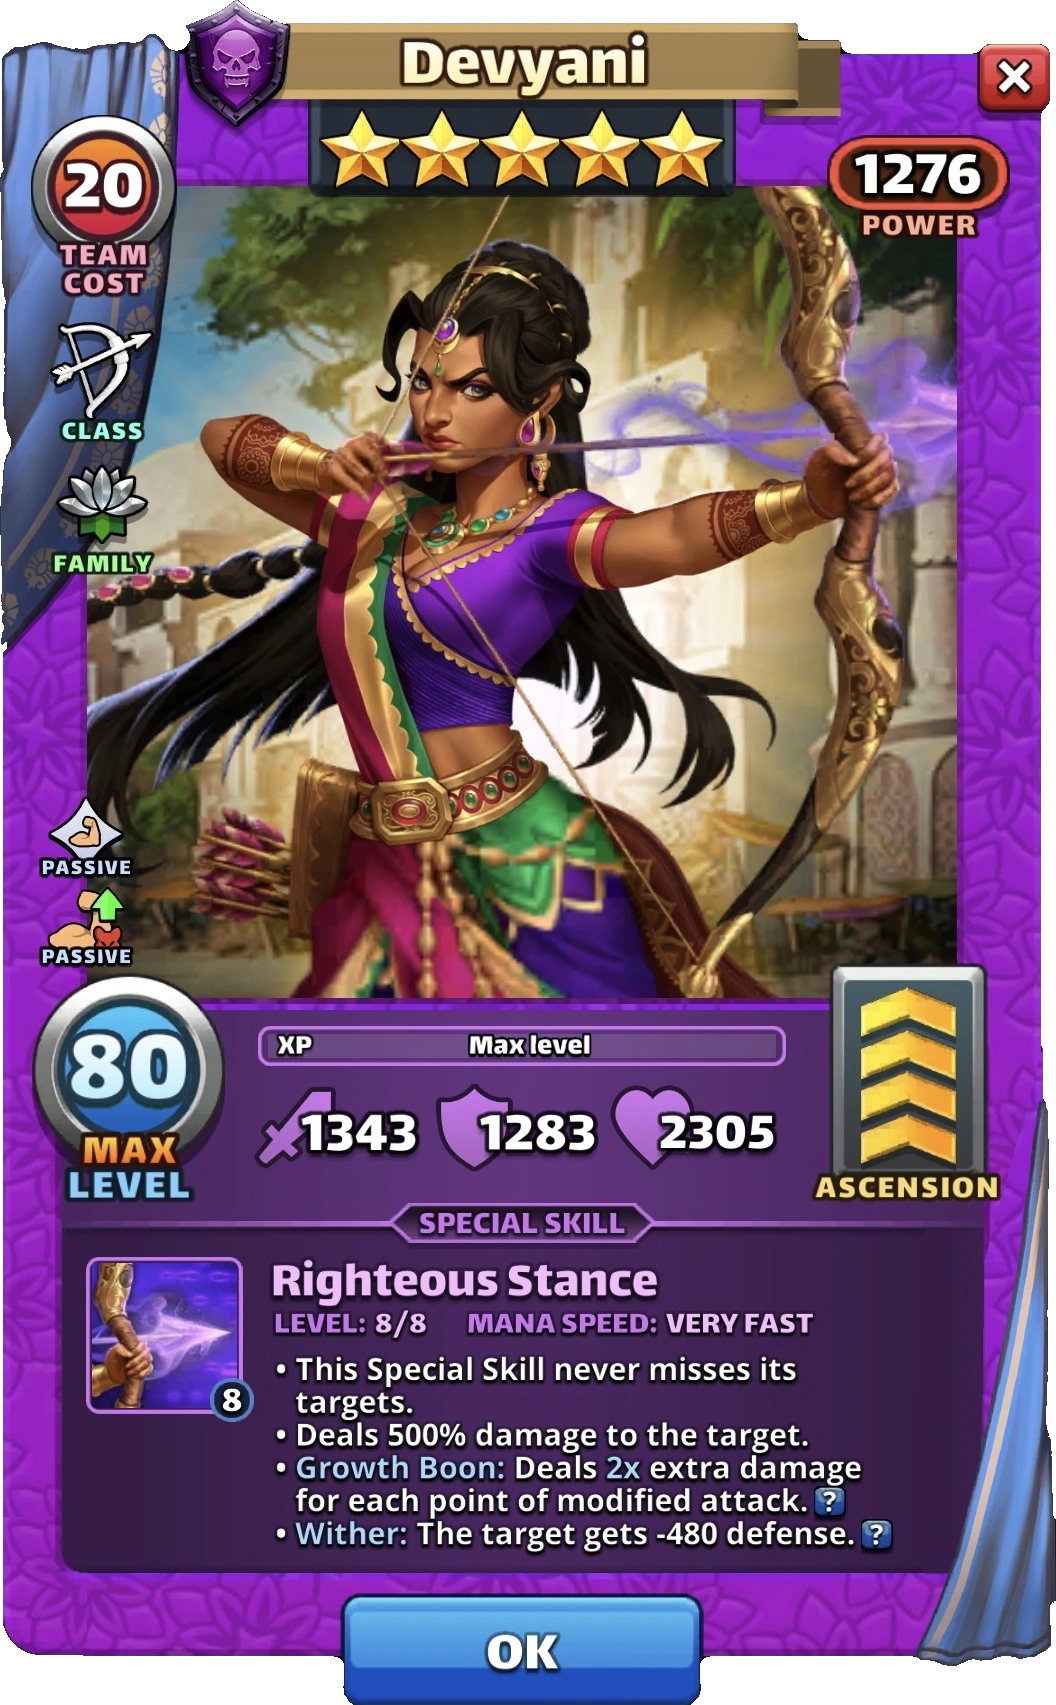 Devyani
20
TEAM
COST
1276
POWER
CLASS
FAMILY
PASSIVE
PASSIVE
80
MAX
LEVEL
XP Max level
1343 1283 2305
ASCENSION
SPECIAL SKILL
Righteous Stance
LEVEL: 8/8 MANA SPEED: VERY FAST
8
• This Special Skill never misses its
targets.
• Deals 500% damage to the target.
• Growth Boon: Deals 2x extra damage
for each point of modified attack. ?
• Wither: The target gets -480 defense. ?
OK